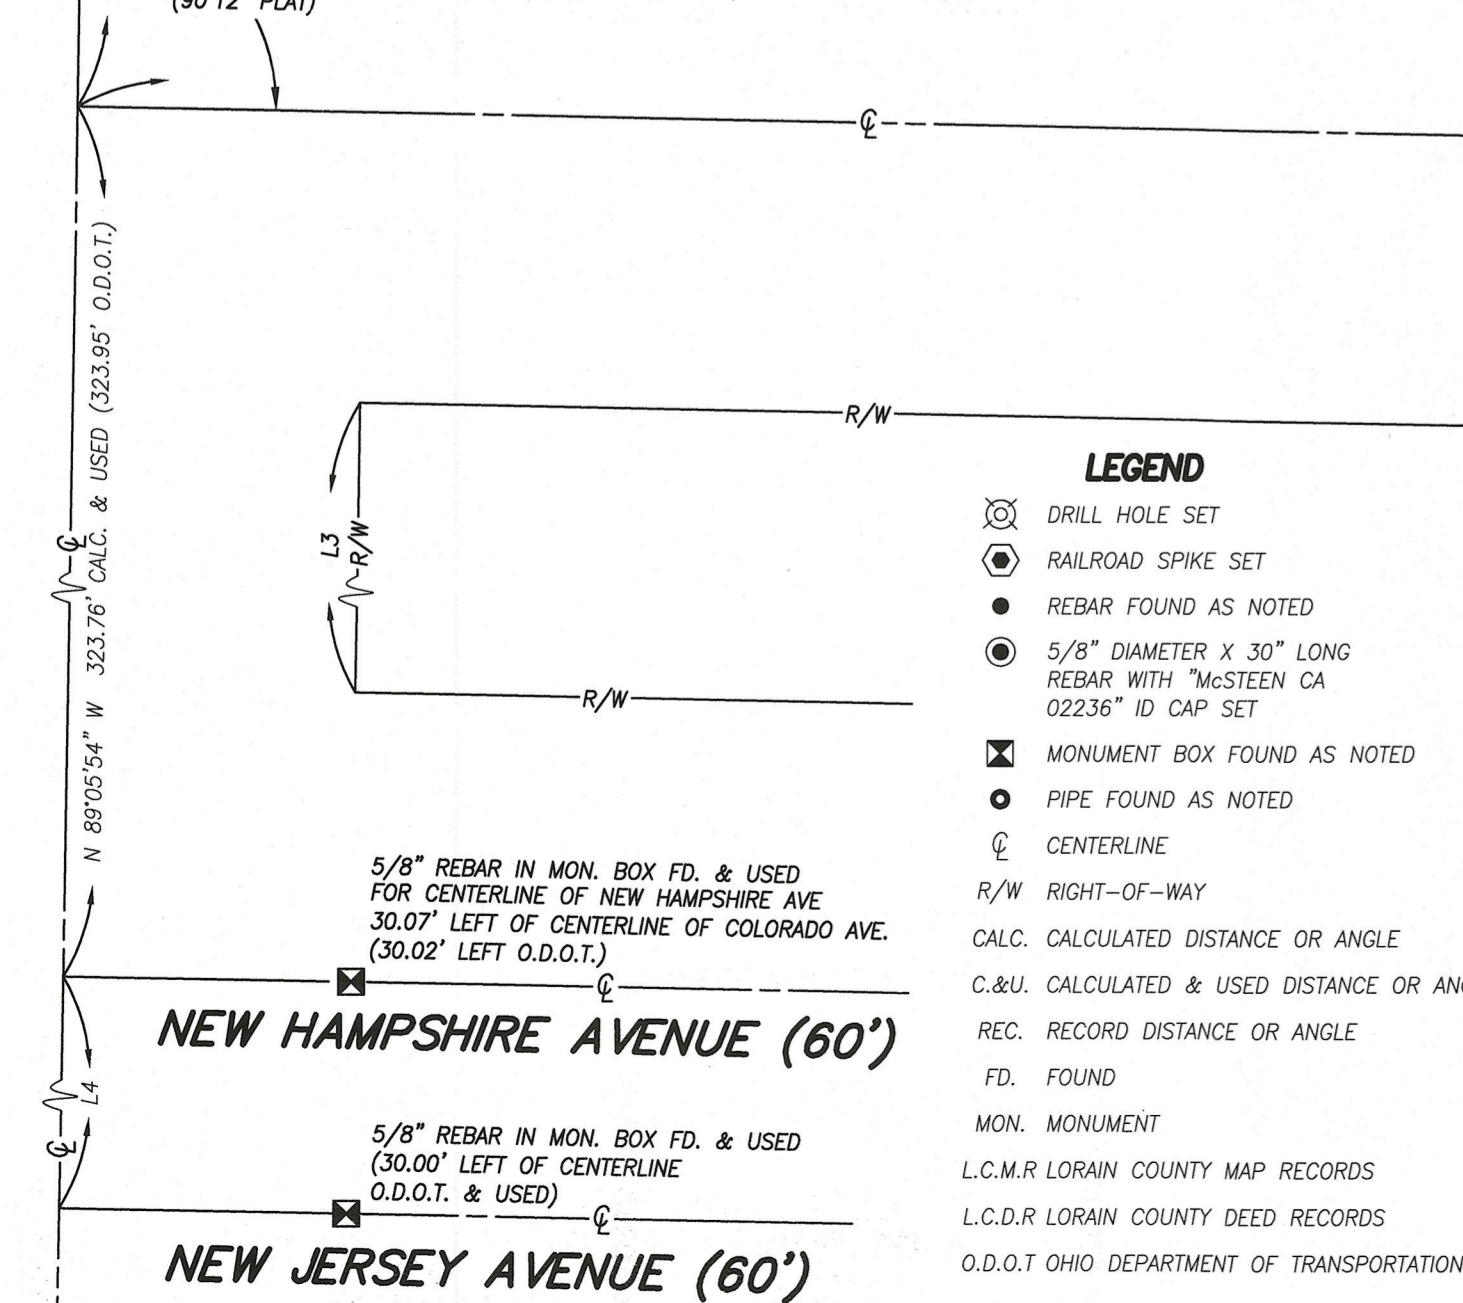 (90°12' PLAT)
℄
N 89°05'54" W 323.76' CALC. & USED (323.95' O.D.O.T.)
℄
R/W
L3
R/W
R/W
5/8" REBAR IN MON. BOX FD. & USED
FOR CENTERLINE OF NEW HAMPSHIRE AVE
30.07' LEFT OF CENTERLINE OF COLORADO AVE.
(30.02' LEFT O.D.O.T.)
℄
NEW HAMPSHIRE AVENUE (60')
L4
℄
5/8" REBAR IN MON. BOX FD. & USED
(30.00' LEFT OF CENTERLINE
O.D.O.T. & USED)
℄
NEW JERSEY AVENUE (60')
LEGEND
DRILL HOLE SET
RAILROAD SPIKE SET
REBAR FOUND AS NOTED
5/8" DIAMETER X 30" LONG
REBAR WITH "McSTEEN CA
02236" ID CAP SET
MONUMENT BOX FOUND AS NOTED
PIPE FOUND AS NOTED
℄ CENTERLINE
R/W RIGHT-OF-WAY
CALC. CALCULATED DISTANCE OR ANGLE
C.&U. CALCULATED & USED DISTANCE OR
REC. RECORD DISTANCE OR ANGLE
FD. FOUND
MON. MONUMENT
L.C.M.R LORAIN COUNTY MAP RECORDS
L.C.D.R LORAIN COUNTY DEED RECORDS
O.D.O.T OHIO DEPARTMENT OF TRANSPORTATION